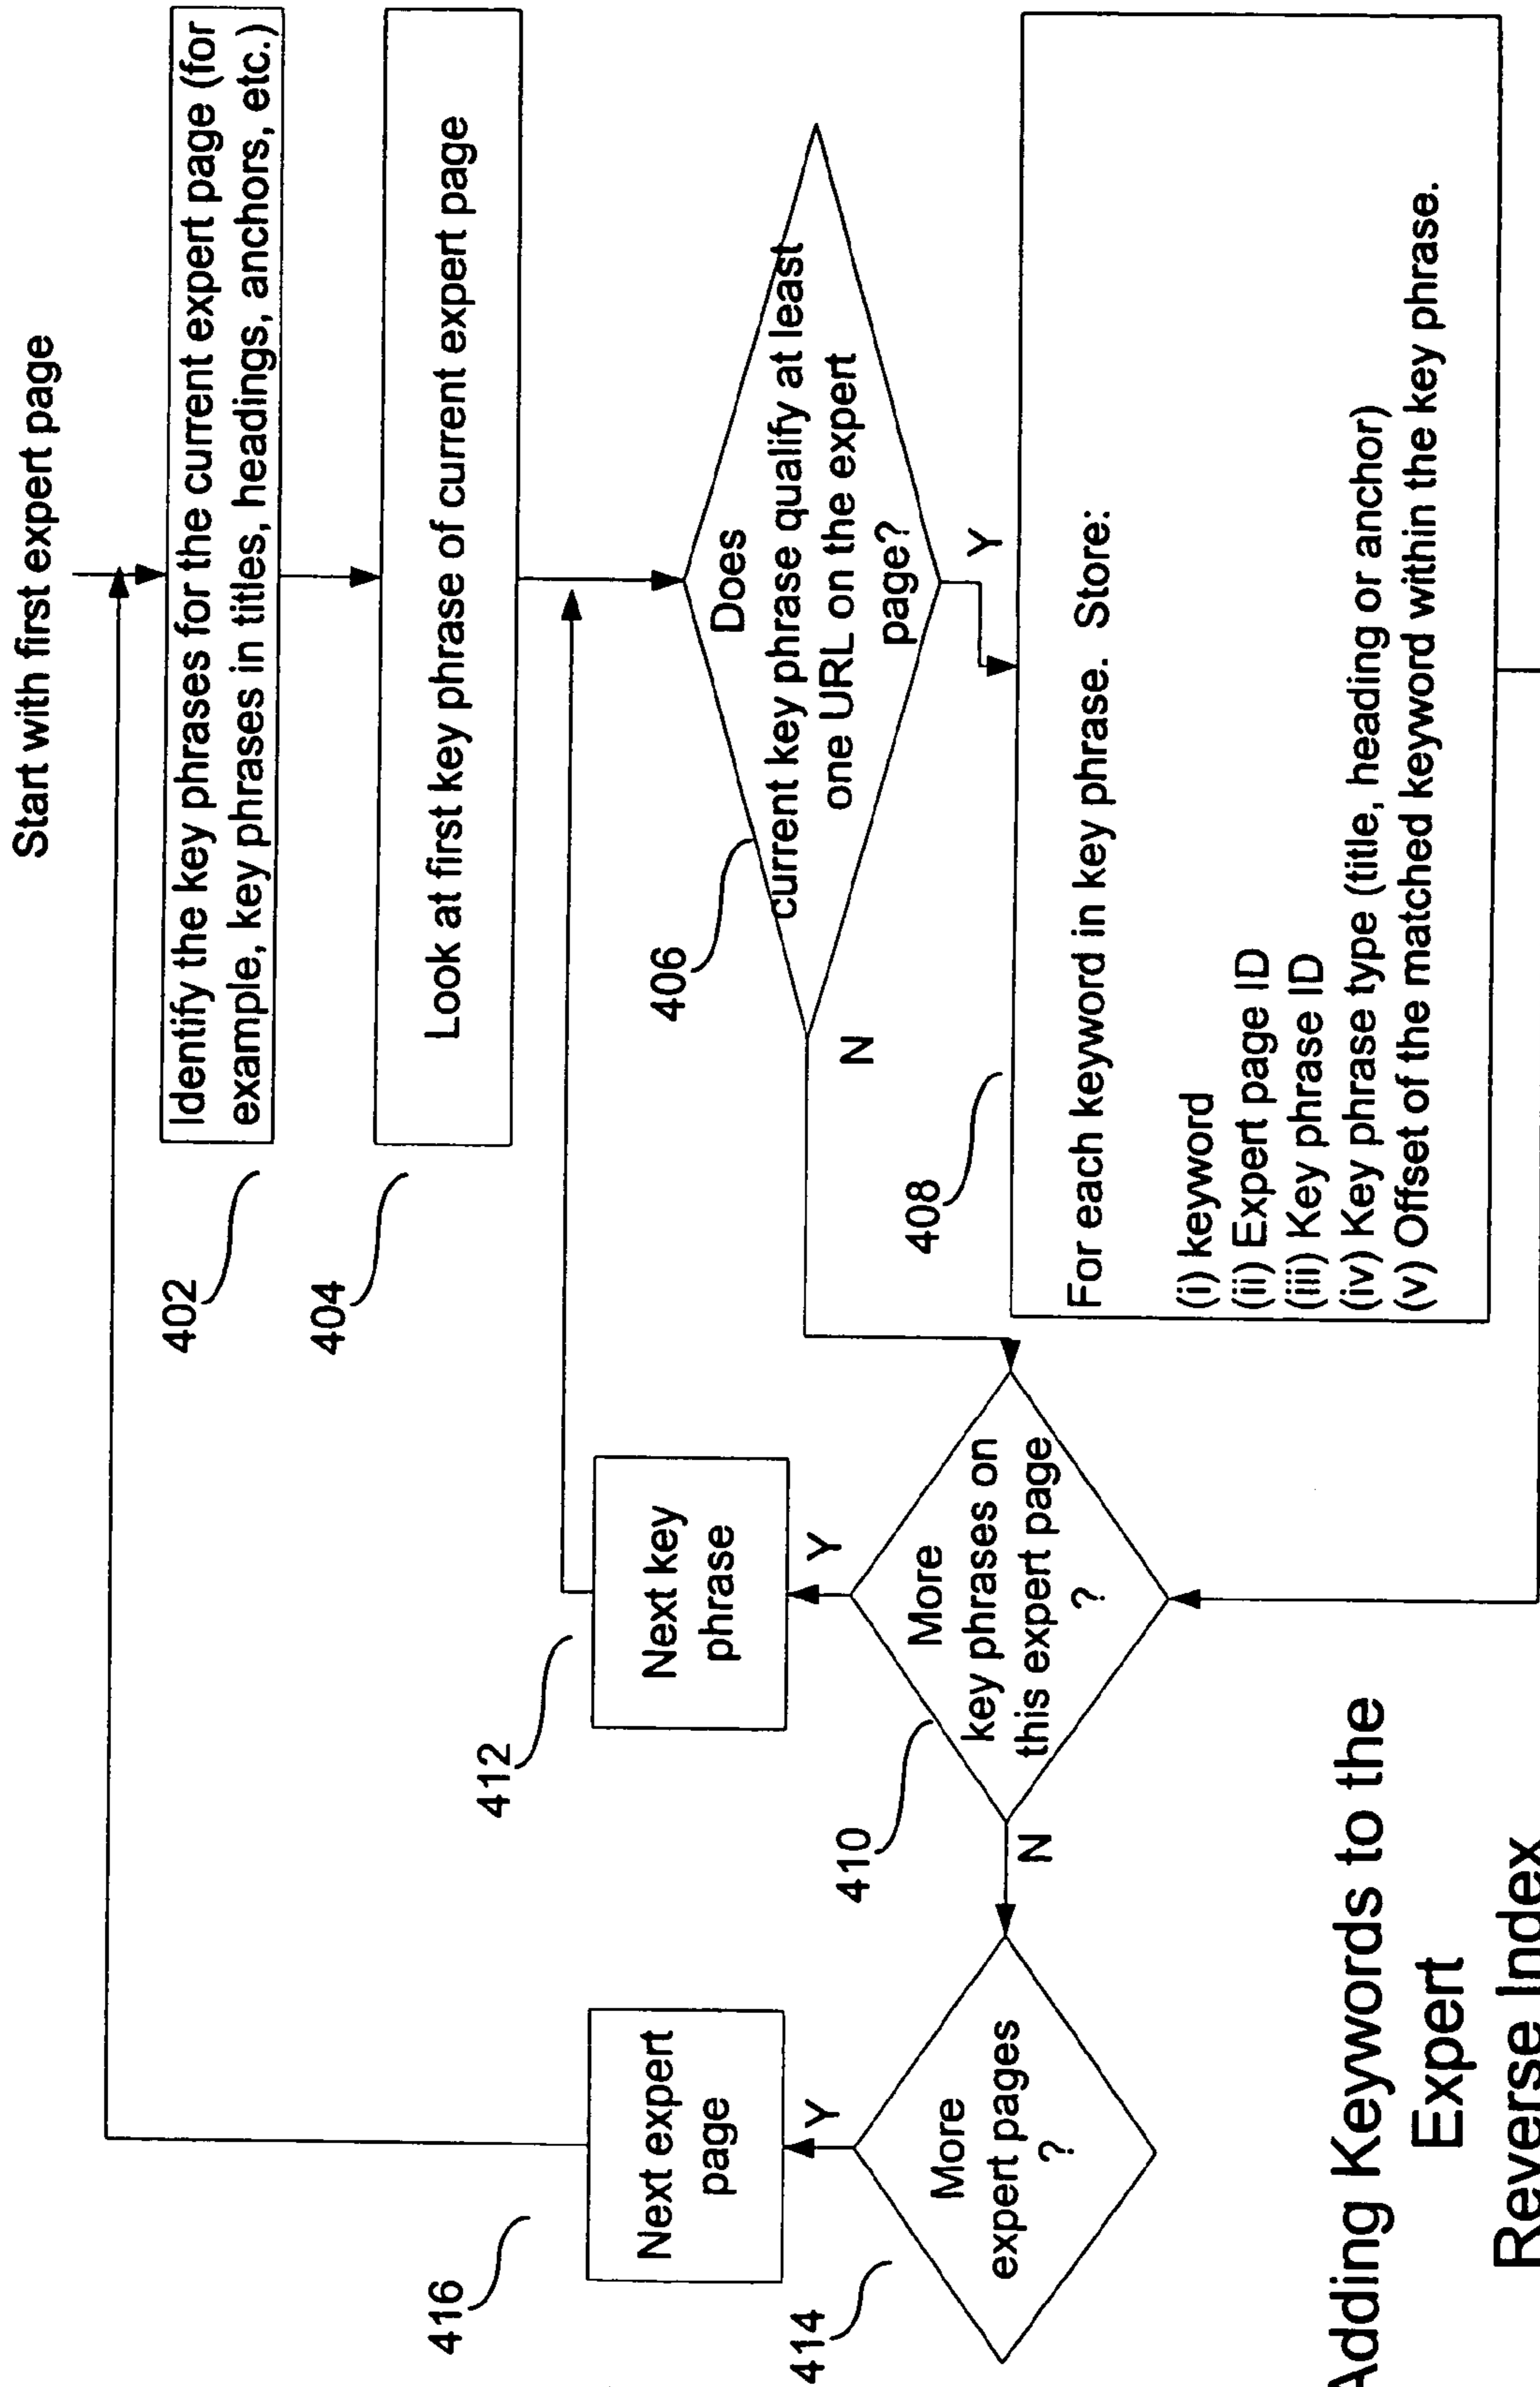 Start with first expert page
402
Identify the key phrases for the current expert page (for
example, key phrases in titles, headings, anchors, etc.)
404
Look at first key phrase of current expert page
406
Does
current key phrase qualify at least
one URL on the expert
page?
Y
N
408
For each keyword in key phrase. Store:
(i) keyword
(ii) Expert page ID
(iii) Key phrase ID
(iv) Key phrase type (title, heading or anchor)
(v) Offset of the matched keyword within the key phrase.
412
Next key
phrase
Y
410
More
key phrases on
this expert page
?
N
416
Next expert
page
Y
414
More
expert pages
?
Adding Keywords to the
Expert
Reverse Index